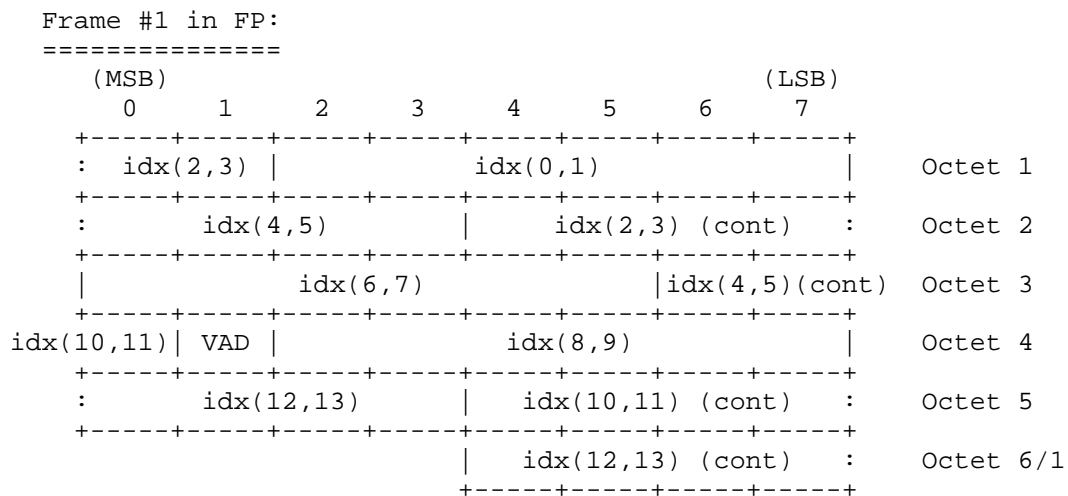 Frame #1 in FP:
===============
(MSB) (LSB)
0 1 2 3 4 5 6 7
+-----+-----+-----+-----+-----+-----+-----+-----+
: idx(2,3) | idx(0,1) | Octet 1
+-----+-----+-----+-----+-----+-----+-----+-----+
: idx(4,5) | idx(2,3) (cont) : Octet 2
+-----+-----+-----+-----+-----+-----+-----+-----+
| idx(6,7) |idx(4,5)(cont) Octet 3
+-----+-----+-----+-----+-----+-----+-----+-----+
idx(10,11)| VAD | idx(8,9) | Octet 4
+-----+-----+-----+-----+-----+-----+-----+-----+
: idx(12,13) | idx(10,11) (cont) : Octet 5
+-----+-----+-----+-----+-----+-----+-----+-----+
| idx(12,13) (cont) : Octet 6/1
+-----+-----+-----+-----+